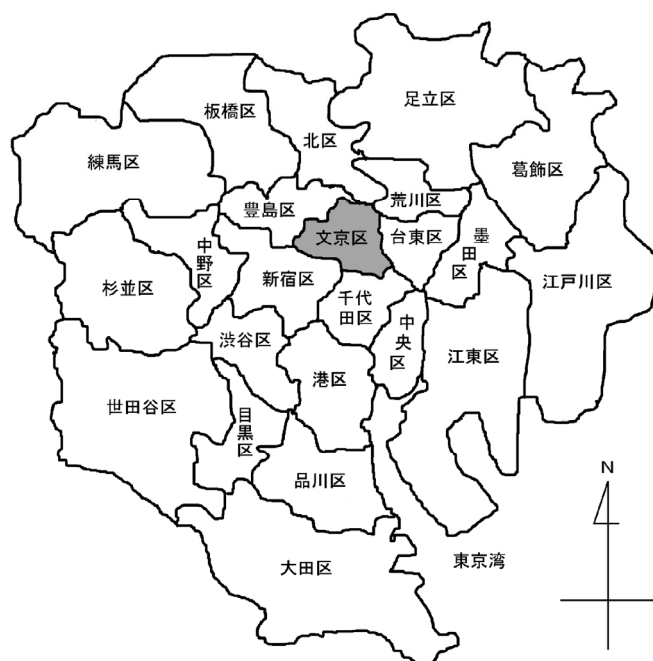 足立区
板橋区
北区
練馬区
葛飾区
荒川区
豊島区
文京区
台東区
墨田区
中野区
新宿区
杉並区
江戸川区
千代
田区
中央区
渋谷区
江東区
港区
世田谷区
目黒区
品川区
N
東京湾
大田区